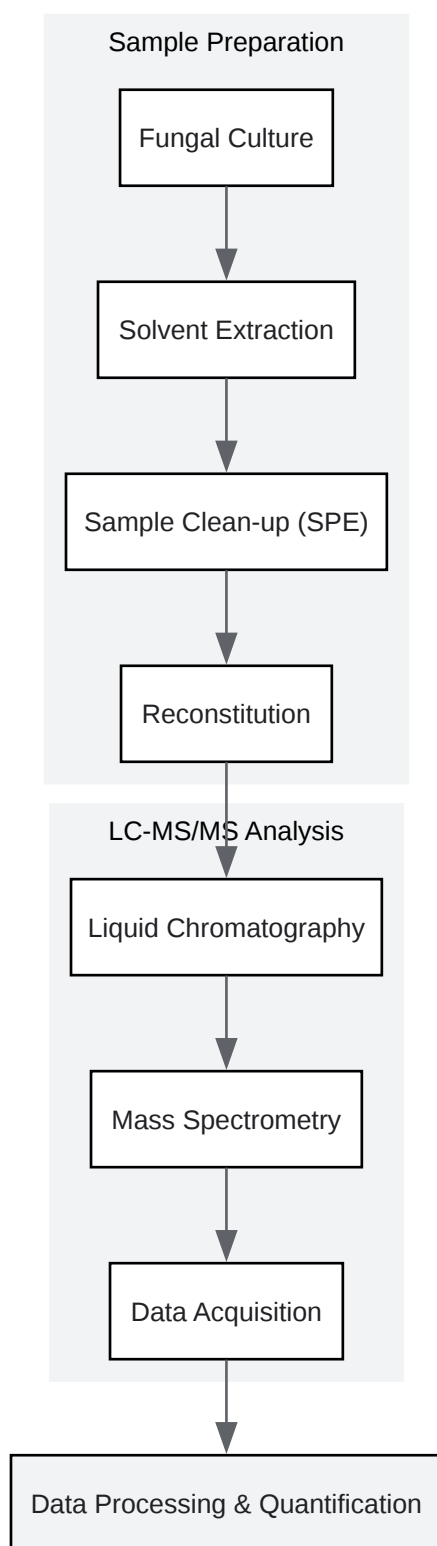 Sample Preparation
Fungal Culture
Solvent Extraction
Sample Clean-up (SPE)
Reconstitution
LC-MS/MS Analysis
Liquid Chromatography
Mass Spectrometry
Data Acquisition
Data Processing & Quantification